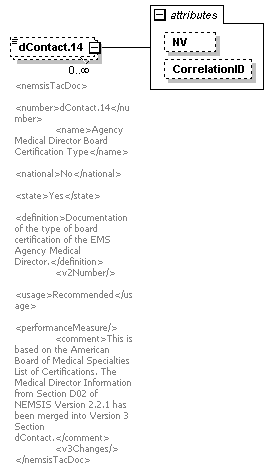 attributes
dContact.14
NV
0..∞
CorrelationID
<nemsisTacDoc>
<number>dContact.14</nu
mber>
<name>Agency
Medical Director Board
Certification Type</name>
<national>No</national>
<state>Yes</state>
<definition>Documentation
of the type of board
certification of the EMS
Agency Medical
Director.</definition>
<v2Number/>
<usage>Recommended</us
age>
<performanceMeasure/>
<comment>This is
based on the American
Board of Medical Specialties
List of Certifications. The
Medical Director Information
from Section D02 of
NEMSIS Version 2.2.1 has
been merged into Version 3
Section
dContact.</comment>
<v3Changes/>
</nemsisTacDoc>